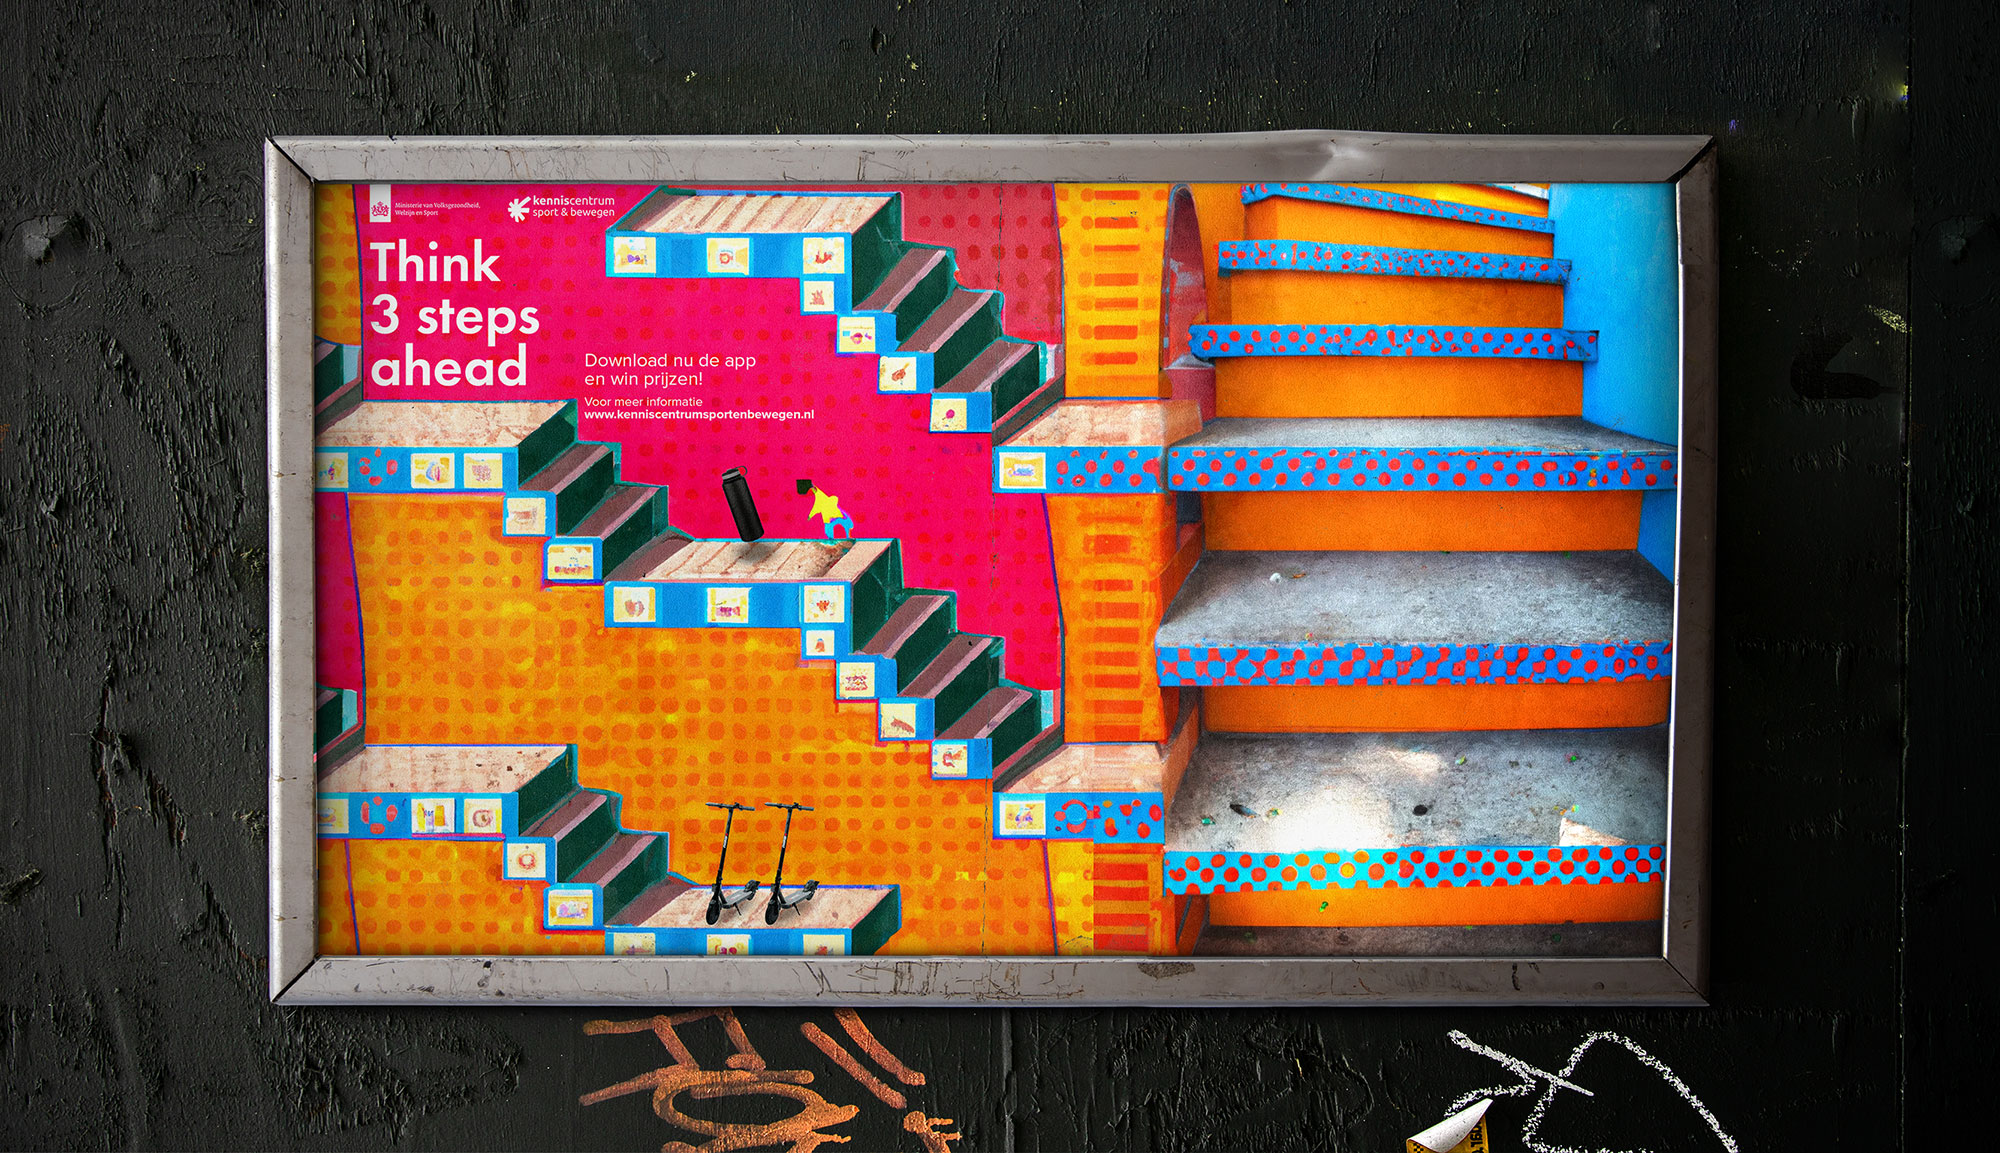 Ministerie van Volksgezondheid,
Welzijn en Sport
kenniscentrum
sport & bewegen
Think
3 steps
ahead
Download nu de app
en win prijzen!
Voor meer informatie
www.kenniscentrumsportenbewegen.nl